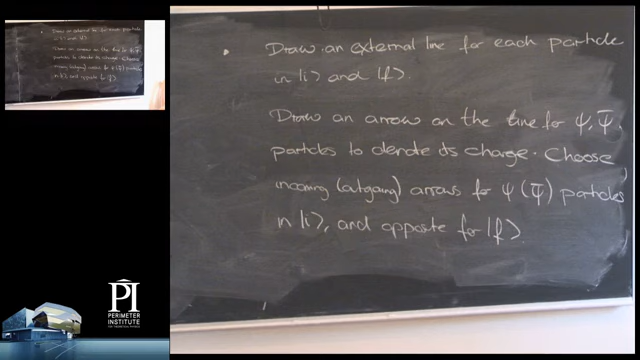 • Draw an external line for each particle
in |i> and |f>.
Draw an arrow on the line for ψ, ψ̅
particles to denote its charge. Choose
incoming (outgoing) arrows for ψ (ψ̅) particles
in |i>, and opposite for |f>.
PI
PERIMETER
INSTITUTE
FOR THEORETICAL PHYSICS